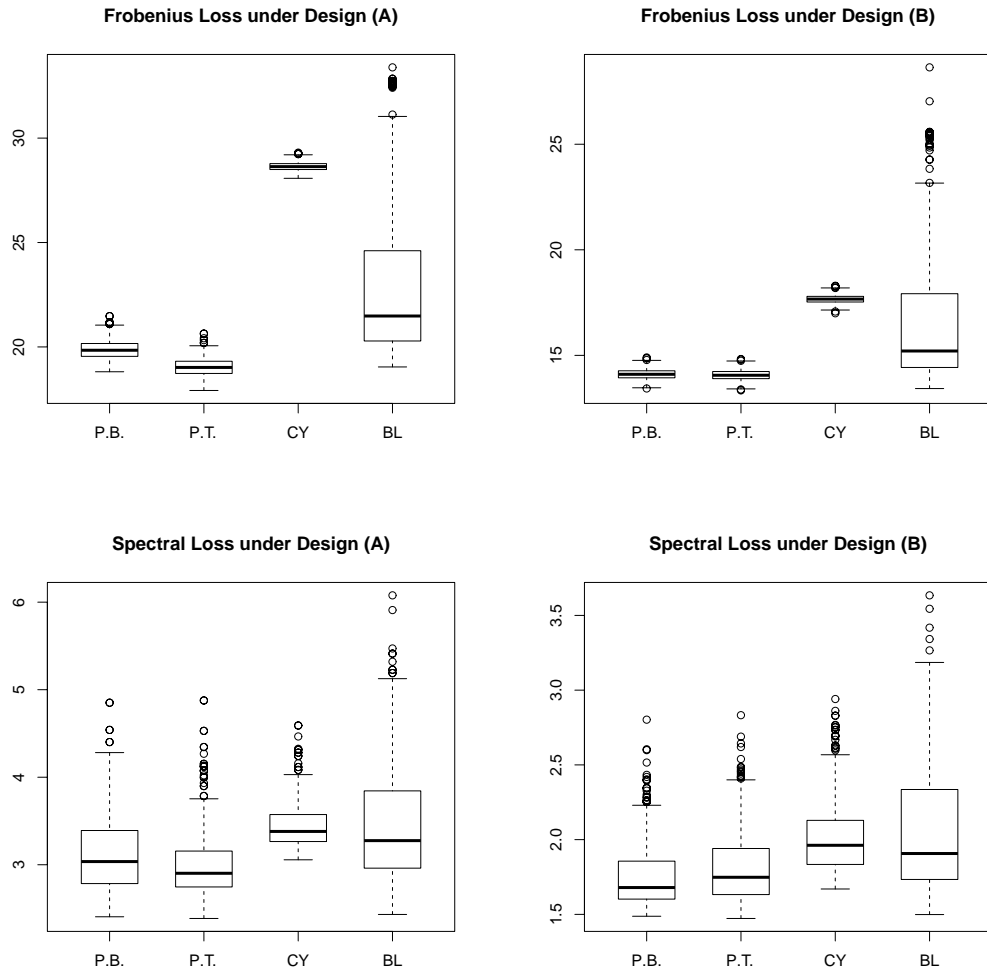 Frobenius Loss under Design (A)
30
25
20
P.B. P.T. CY BL
Frobenius Loss under Design (B)
25
20
15
P.B. P.T. CY BL
Spectral Loss under Design (A)
6
5
4
3
P.B. P.T. CY BL
Spectral Loss under Design (B)
3.5
3.0
2.5
2.0
1.5
P.B. P.T. CY BL